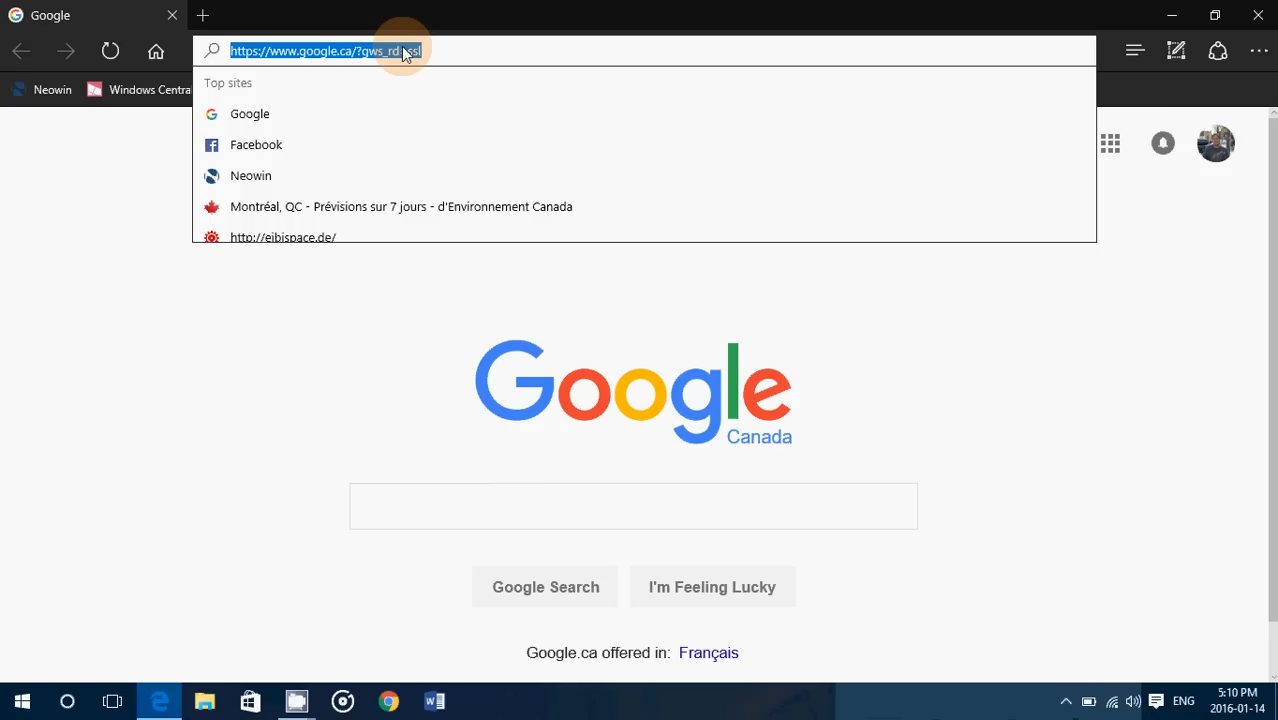 Google
https://www.google.ca/?gws_rd=ssl
Neowin
Windows Centra
Top sites
Google
Facebook
Neowin
Montréal, QC - Prévisions sur 7 jours - d'Environnement Canada
http://eibispace.de/
Google
Canada
Google Search
I'm Feeling Lucky
Google.ca offered in: Français
ENG
5:10 PM
2016-01-14